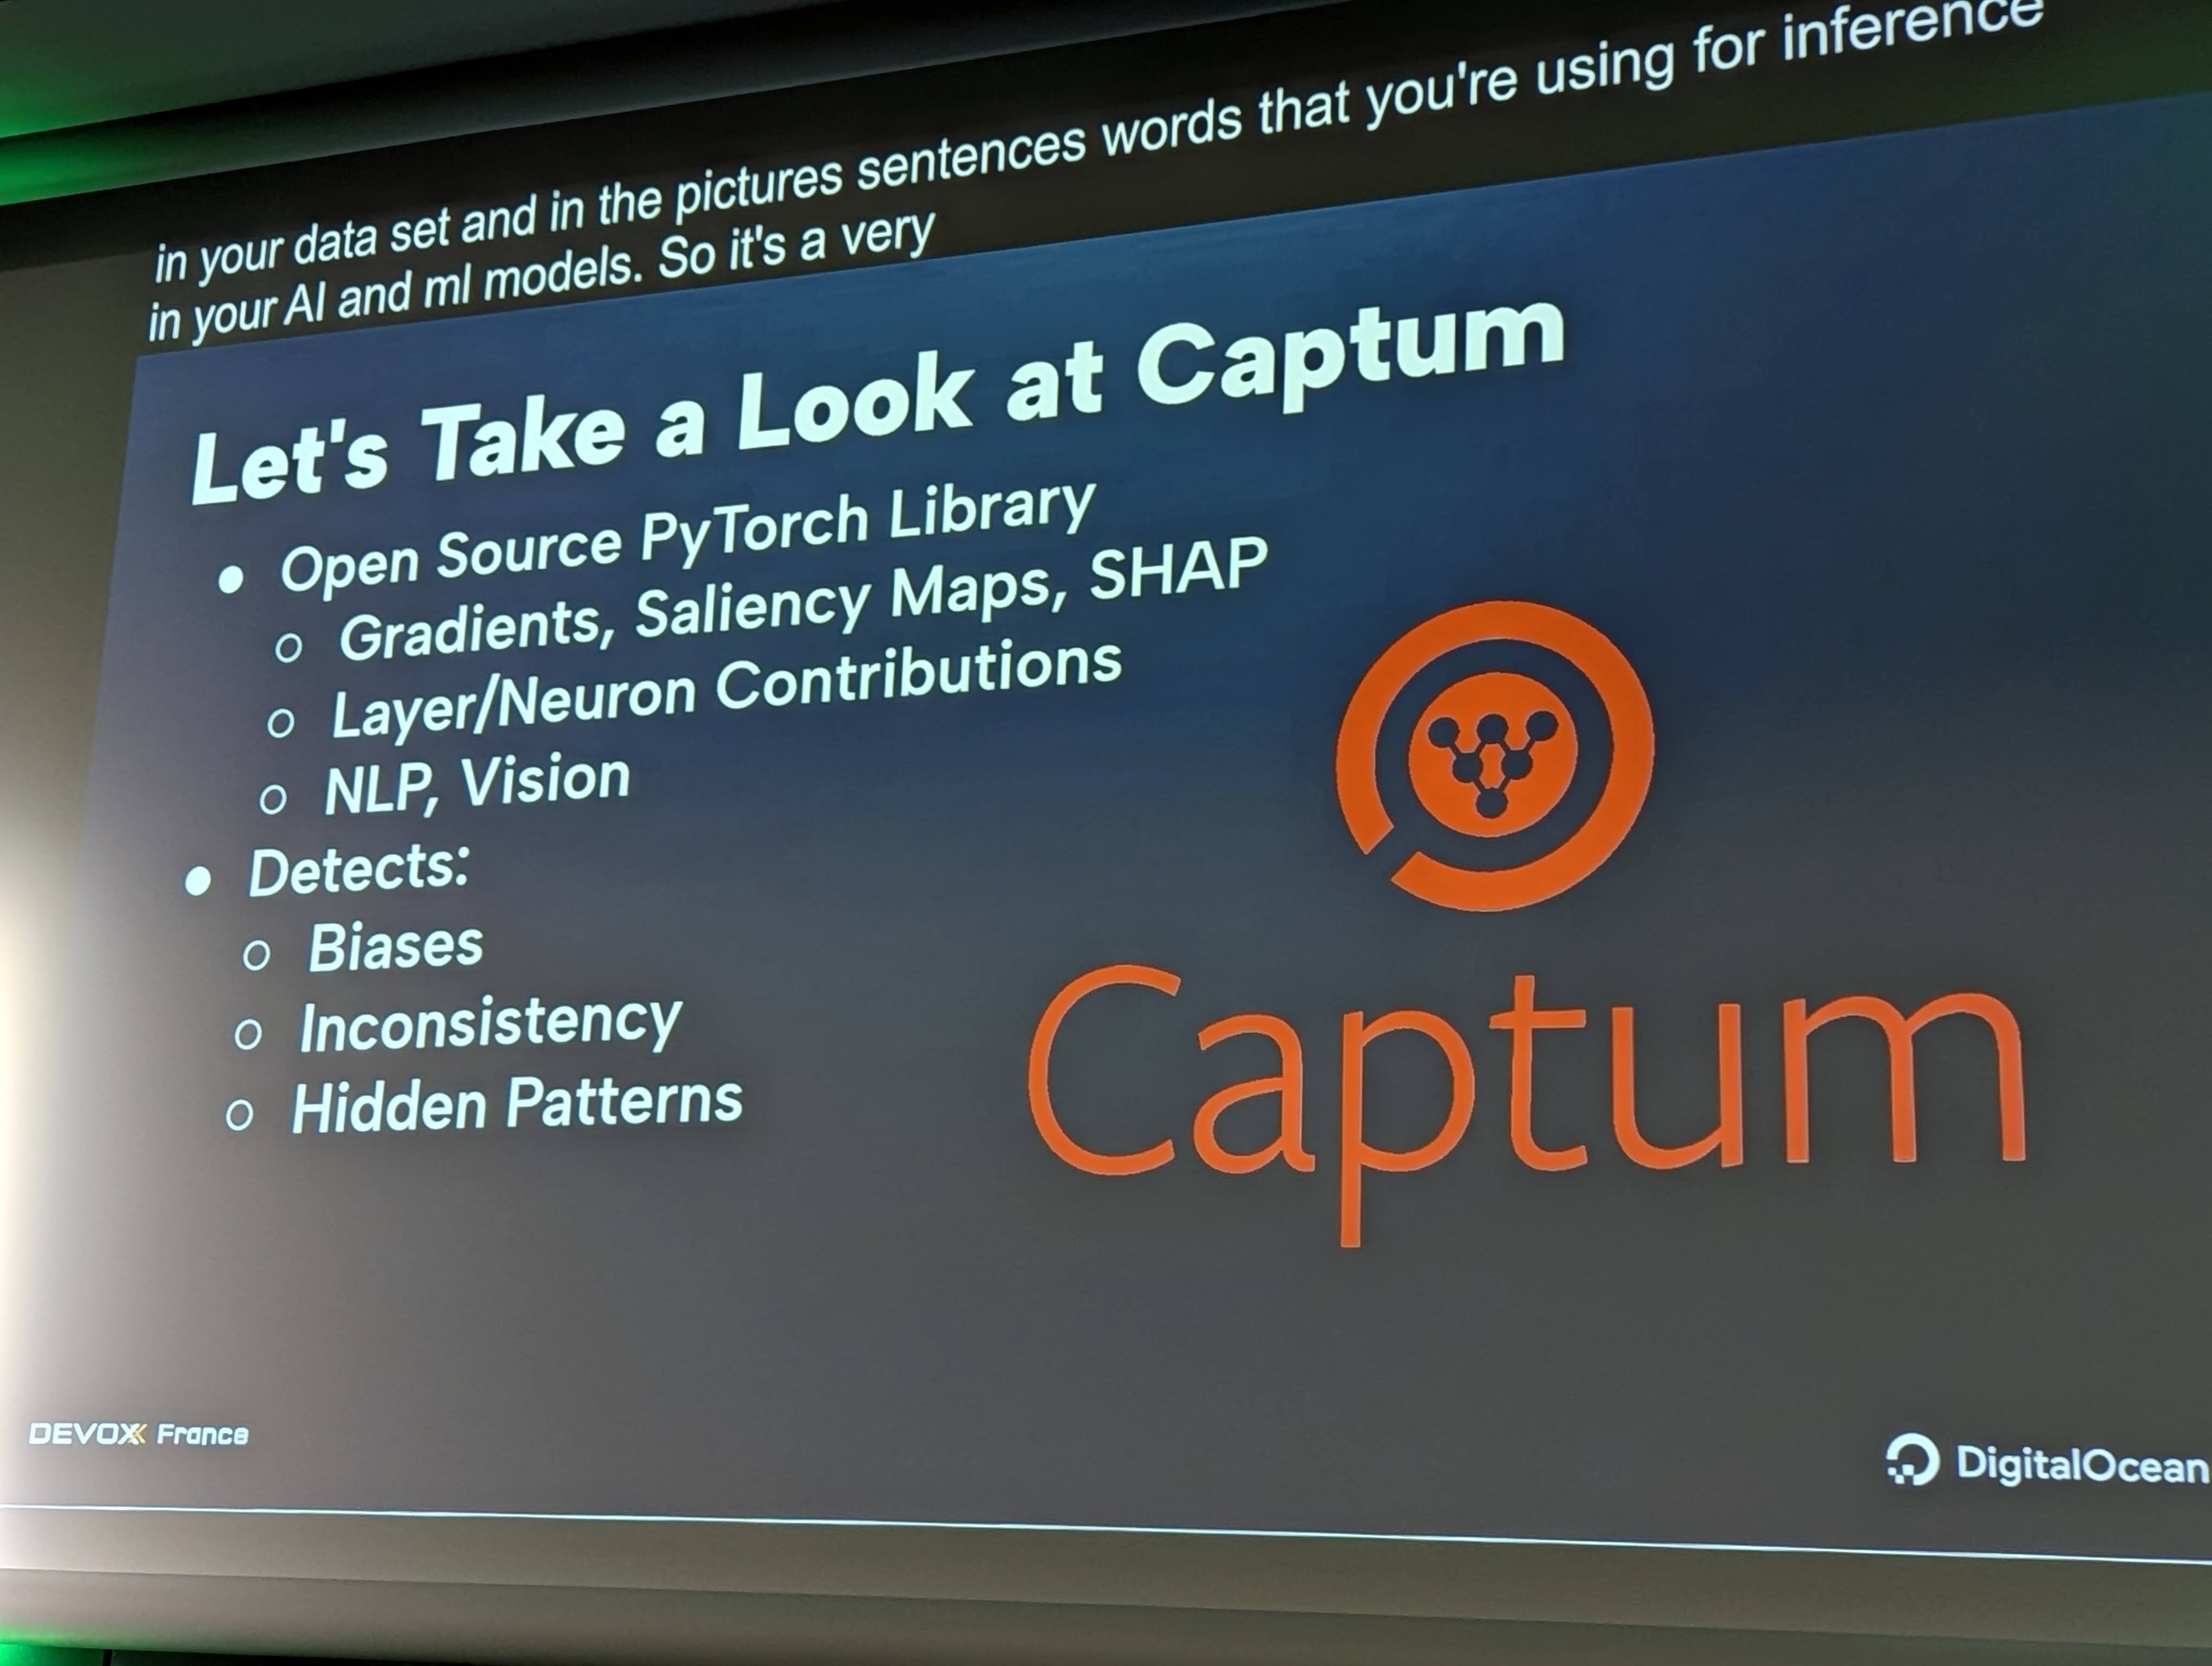 in your data set and in the pictures sentences words that you're using for inference
in your AI and ml models. So it's a very
Let's Take a Look at Captum
● Open Source PyTorch Library
○ Gradients, Saliency Maps, SHAP
○ Layer/Neuron Contributions
○ NLP, Vision
● Detects:
○ Biases
○ Inconsistency
○ Hidden Patterns
Captum
DEVOXX France
DigitalOcean